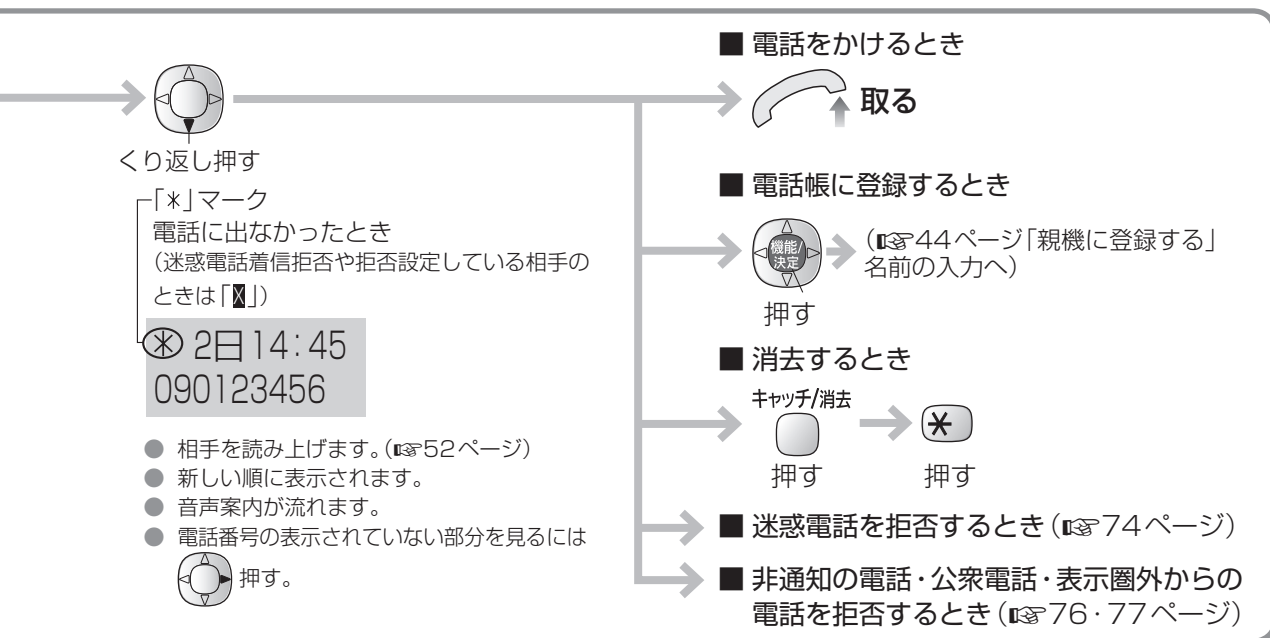 くり返し押す
「*」マーク
電話に出なかったとき
（迷惑電話着信拒否や拒否設定している相手の
ときは「X」）
* 2日14:45
090123456
● 相手を読み上げます。（☞52ページ）
● 新しい順に表示されます。
● 音声案内が流れます。
● 電話番号の表示されていない部分を見るには
押す。
■ 電話をかけるとき
取る
■ 電話帳に登録するとき
機能/
決定
（☞44ページ「親機に登録する」
名前の入力へ）
押す
■ 消去するとき
キャッチ/消去
*
押す 押す
■ 迷惑電話を拒否するとき（☞74ページ）
■ 非通知の電話・公衆電話・表示圏外からの
電話を拒否するとき（☞76・77ページ）